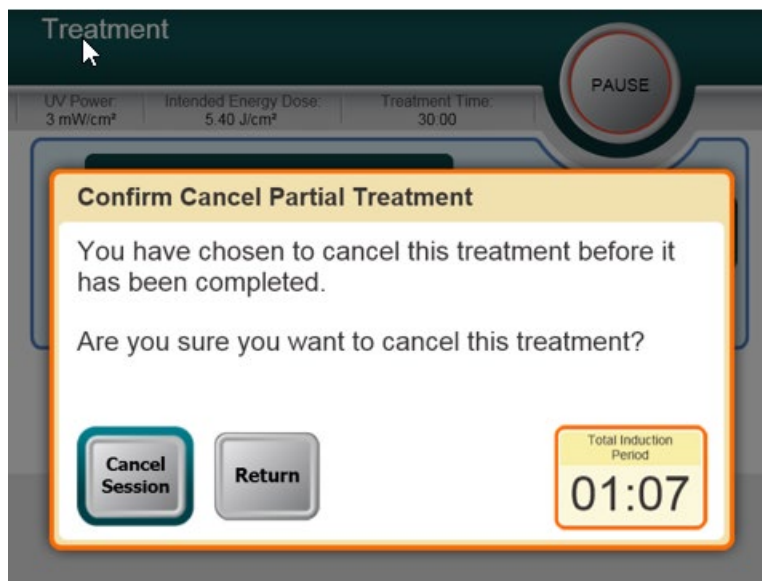 Treatment
PAUSE
UV Power:
3 mW/cm²
Intended Energy Dose:
5.40 J/cm²
Treatment Time:
30:00
Confirm Cancel Partial Treatment
You have chosen to cancel this treatment before it
has been completed.
Are you sure you want to cancel this treatment?
Cancel
Session
Return
Total Induction
Period
01:07